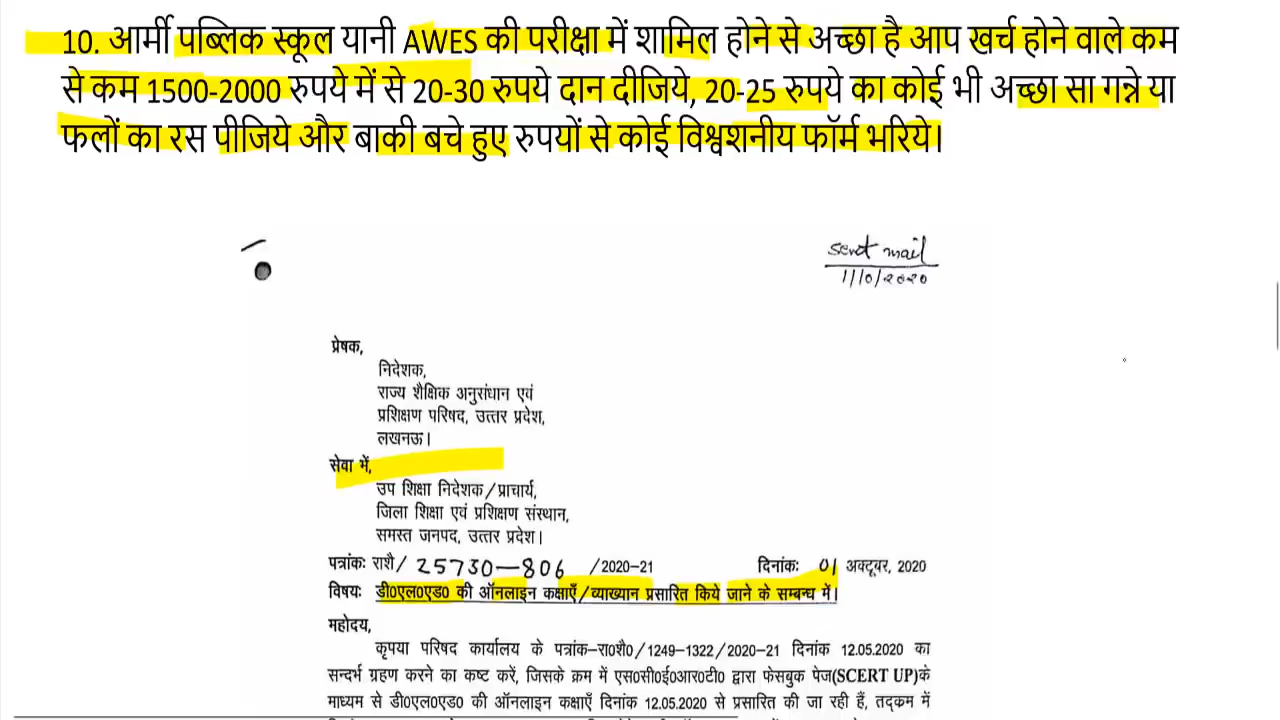 10. आर्मी पब्लिक स्कूल यानी AWES की परीक्षा में शामिल होने से अच्छा है आप खर्च होने वाले कम
से कम 1500-2000 रुपये में से 20-30 रुपये दान दीजिये, 20-25 रुपये का कोई भी अच्छा सा गन्ने या
फलों का रस पीजिये और बाकी बचे हुए रुपयों से कोई विश्वशनीय फॉर्म भरिये।
sent mail
1/10/2020
प्रेषक,
निदेशक,
राज्य शैक्षिक अनुसंधान एवं
प्रशिक्षण परिषद, उत्तर प्रदेश,
लखनऊ।
सेवा में,
उप शिक्षा निदेशक/प्राचार्य,
जिला शिक्षा एवं प्रशिक्षण संस्थान,
समस्त जनपद, उत्तर प्रदेश।
पत्रांकः राशै/ 25730-806 /2020-21 दिनांकः 01 अक्टूबर, 2020
विषयः डी0एल0एड0 की ऑनलाइन कक्षाएँ/व्याख्यान प्रसारित किये जाने के सम्बन्ध में।
महोदय,
कृपया परिषद कार्यालय के पत्रांक-रा0शै0/1249-1322/2020-21 दिनांक 12.05.2020 का
सन्दर्भ ग्रहण करने का कष्ट करें, जिसके क्रम में एस0सी0ई0आर0टी0 द्वारा फेसबुक पेज(SCERT UP)के
माध्यम से डी0एल0एड0 की ऑनलाइन कक्षाएँ दिनांक 12.05.2020 से प्रसारित की जा रही हैं, तद्क्रम में